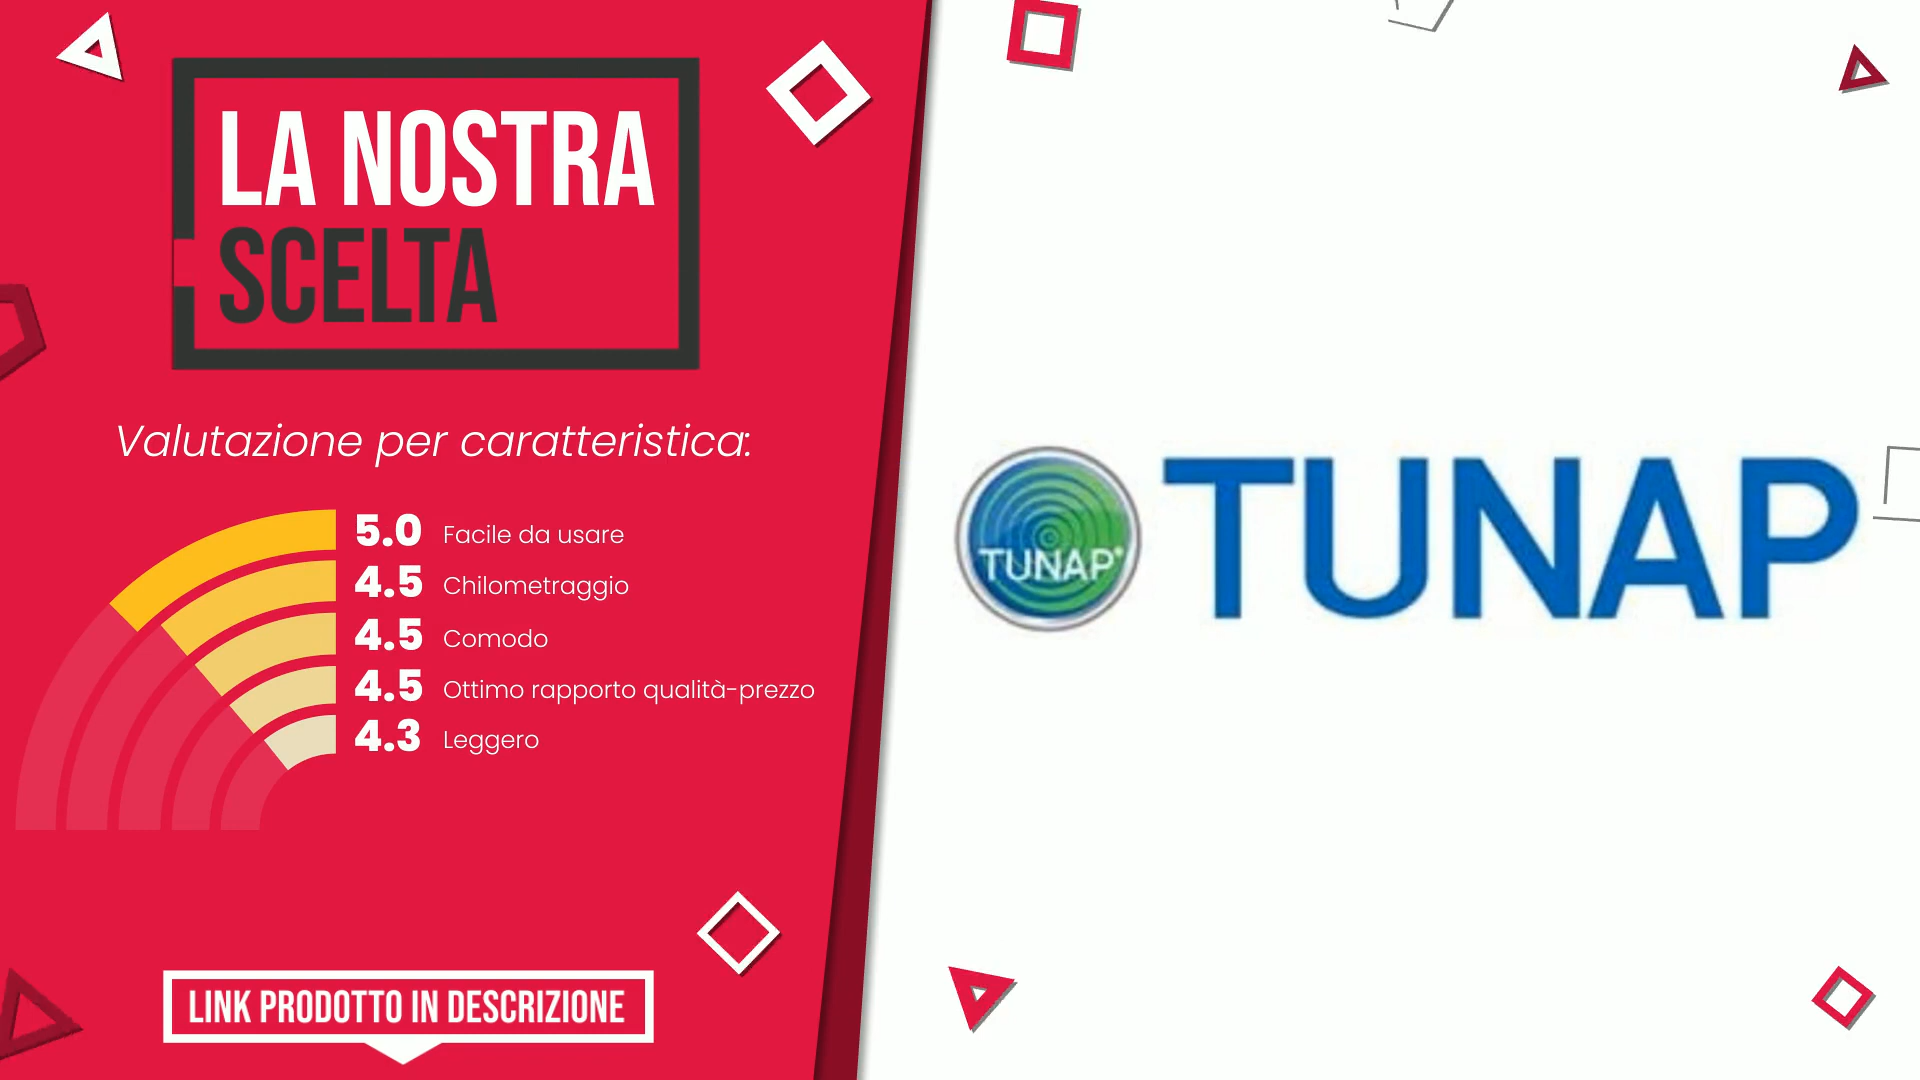 LA NOSTRA
SCELTA
Valutazione per caratteristica:
5.0 Facile da usare
4.5 Chilometraggio
4.5 Comodo
4.5 Ottimo rapporto qualità-prezzo
4.3 Leggero
LINK PRODOTTO IN DESCRIZIONE
TUNAP®
TUNAP